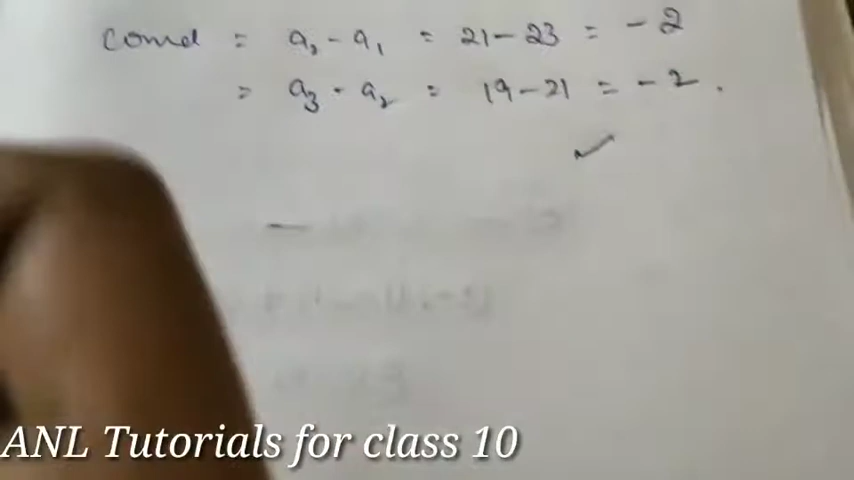 comd = a₂ - a₁ = 21 - 23 = - 2
= a₃ - a₂ = 19 - 21 = - 2.
ANL Tutorials for class 10